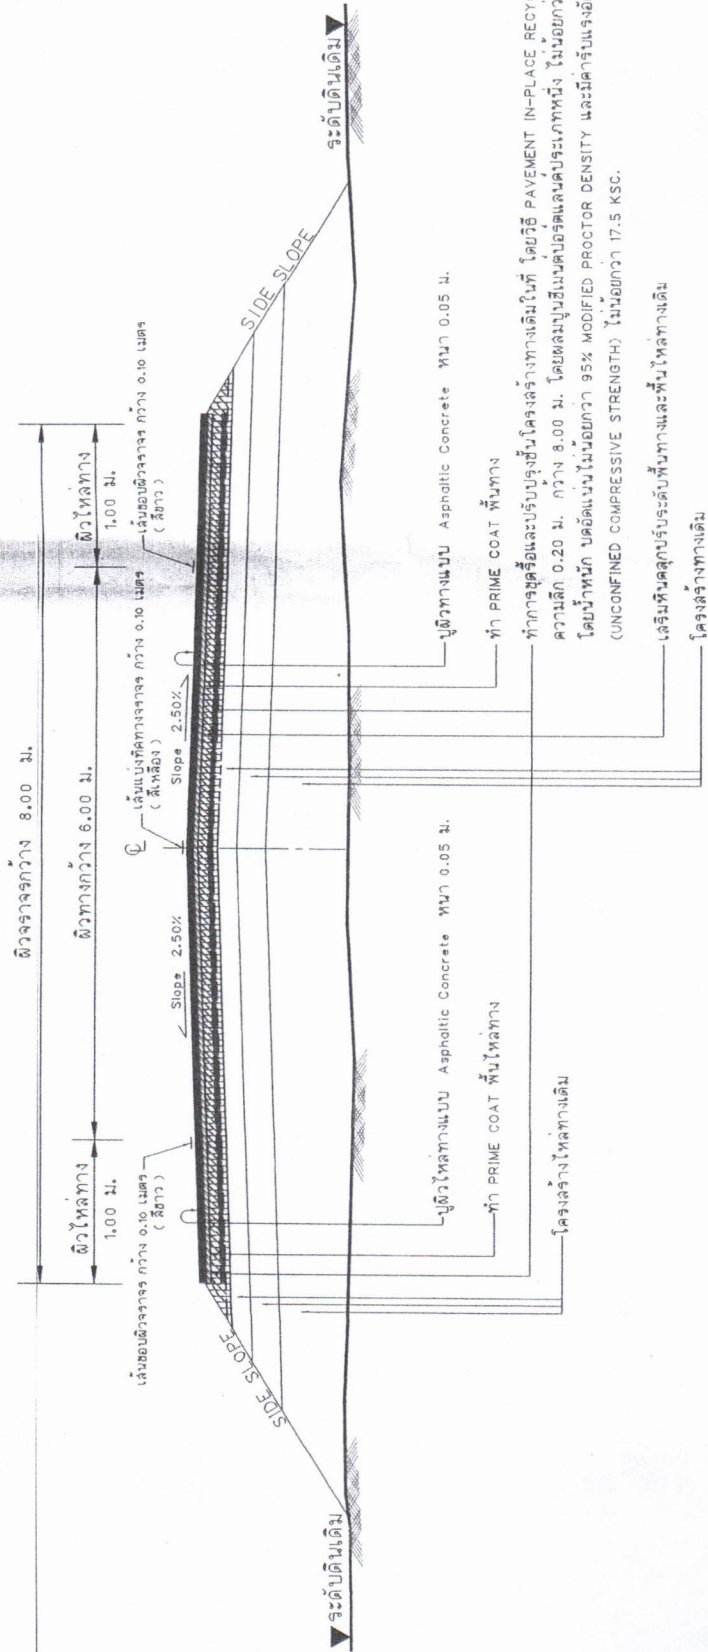 ผิวจราจรกว้าง 8.00 ม.
ผิวไหล่ทาง
1.00 ม.
ผิวทางกว้าง 6.00 ม.
ผิวไหล่ทาง
1.00 ม.
เส้นขอบผิวจราจร กว้าง 0.10 เมตร
( สีขาว )
เส้นแบ่งทิศทางจราจร กว้าง 0.10 เมตร
( สีเหลือง )
เส้นขอบผิวจราจร กว้าง 0.10 เมตร
( สีขาว )
Slope 2.50%
Slope 2.50%
SIDE SLOPE
SIDE SLOPE
ระดับดินเดิม
ระดับดินเดิม
ปูผิวไหล่ทางแบบ Asphaltic Concrete หนา 0.05 ม.
ทำ PRIME COAT พื้นไหล่ทาง
โครงสร้างไหล่ทางเดิม
ปูผิวทางแบบ Asphaltic Concrete หนา 0.05 ม.
ทำ PRIME COAT พื้นทาง
ทำการขุดรื้อและปรับปรุงชั้นโครงสร้างทางเดิมในที่ โดยวิธี PAVEMENT IN-PLACE RECY
ความลึก 0.20 ม. กว้าง 8.00 ม. โดยผสมปูนซีเมนต์ปอร์ตแลนด์ประเภทหนึ่ง ไม่น้อยกว่า
โดยน้ำหนัก บดอัดแน่นไม่น้อยกว่า 95% MODIFIED PROCTOR DENSITY และมีค่ารับแรงอัด
(UNCONFINED COMPRESSIVE STRENGTH) ไม่น้อยกว่า 17.5 KSC.
เสริมหินคลุกปรับระดับพื้นทางและพื้นไหล่ทางเดิม
โครงสร้างทางเดิม